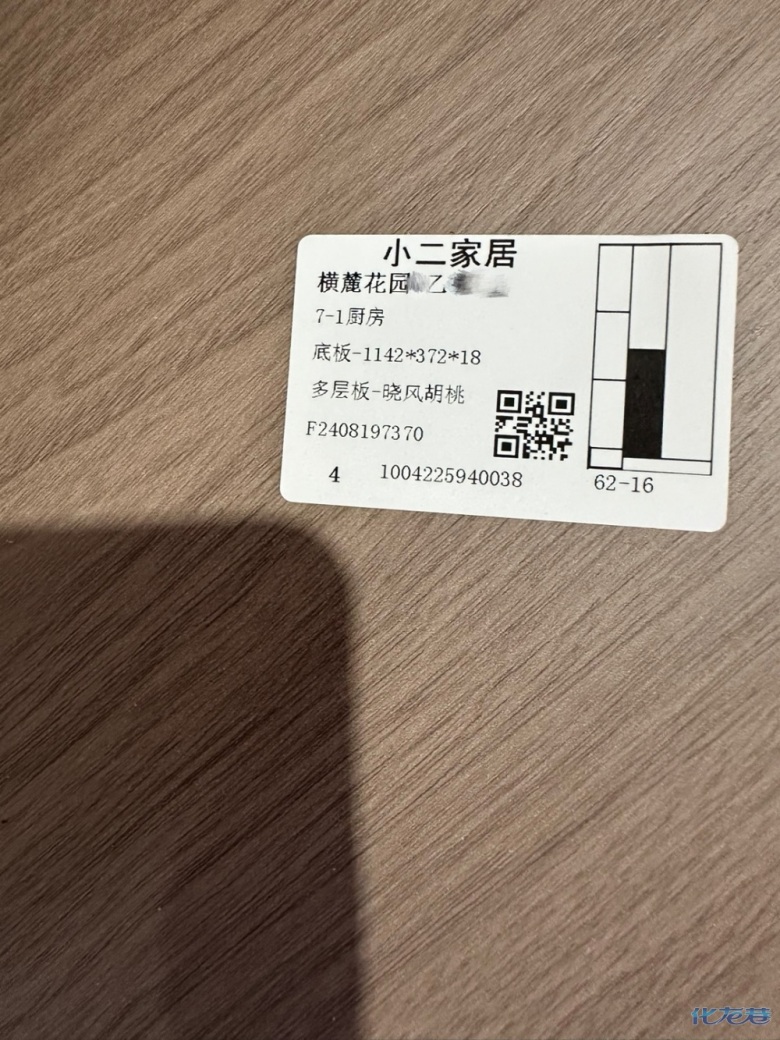 小二家居
横麓花园 乙
7-1厨房
底板-1142*372*18
多层板-晓风胡桃
F2408197370
4 1004225940038
62-16
化龙巷